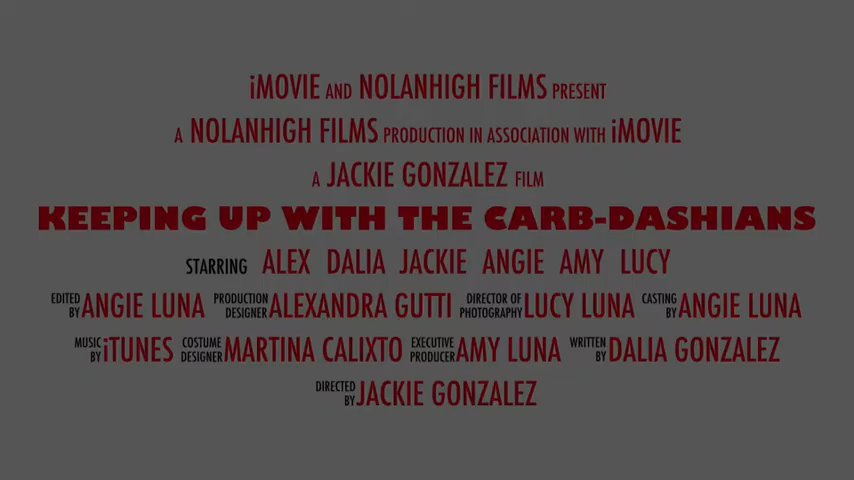 iMOVIE AND NOLANHIGH FILMS PRESENT
A NOLANHIGH FILMS PRODUCTION IN ASSOCIATION WITH iMOVIE
A JACKIE GONZALEZ FILM
KEEPING UP WITH THE CARB-DASHIANS
STARRING ALEX DALIA JACKIE ANGIE AMY LUCY
EDITED BY ANGIE LUNA PRODUCTION DESIGNER ALEXANDRA GUTTI DIRECTOR OF PHOTOGRAPHY LUCY LUNA CASTING BY ANGIE LUNA
MUSIC BY iTUNES COSTUME DESIGNER MARTINA CALIXTO EXECUTIVE PRODUCER AMY LUNA WRITTEN BY DALIA GONZALEZ
DIRECTED BY JACKIE GONZALEZ